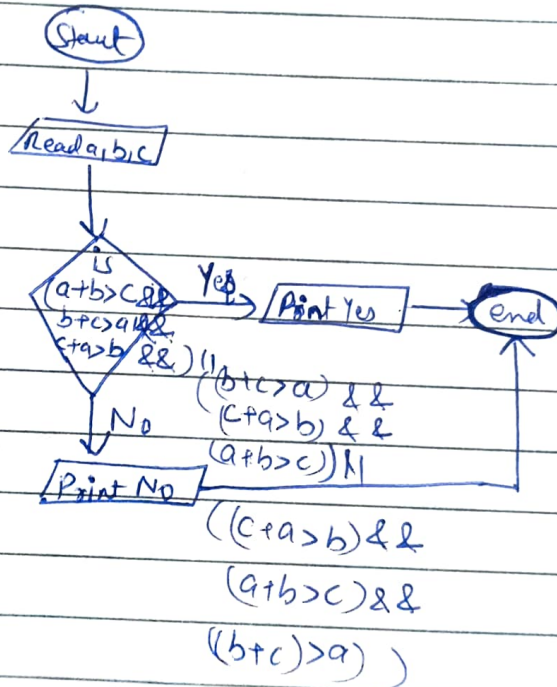 Start
Read a,b,c
is
(a+b>c &&
b+c>a &&
c+a>b &&) ||
Yes
Print Yes
end
((b+c>a) &&
(c+a>b) &&
(a+b>c)) ||
No
Print No
((c+a>b) &&
(a+b>c) &&
((b+c)>a) )